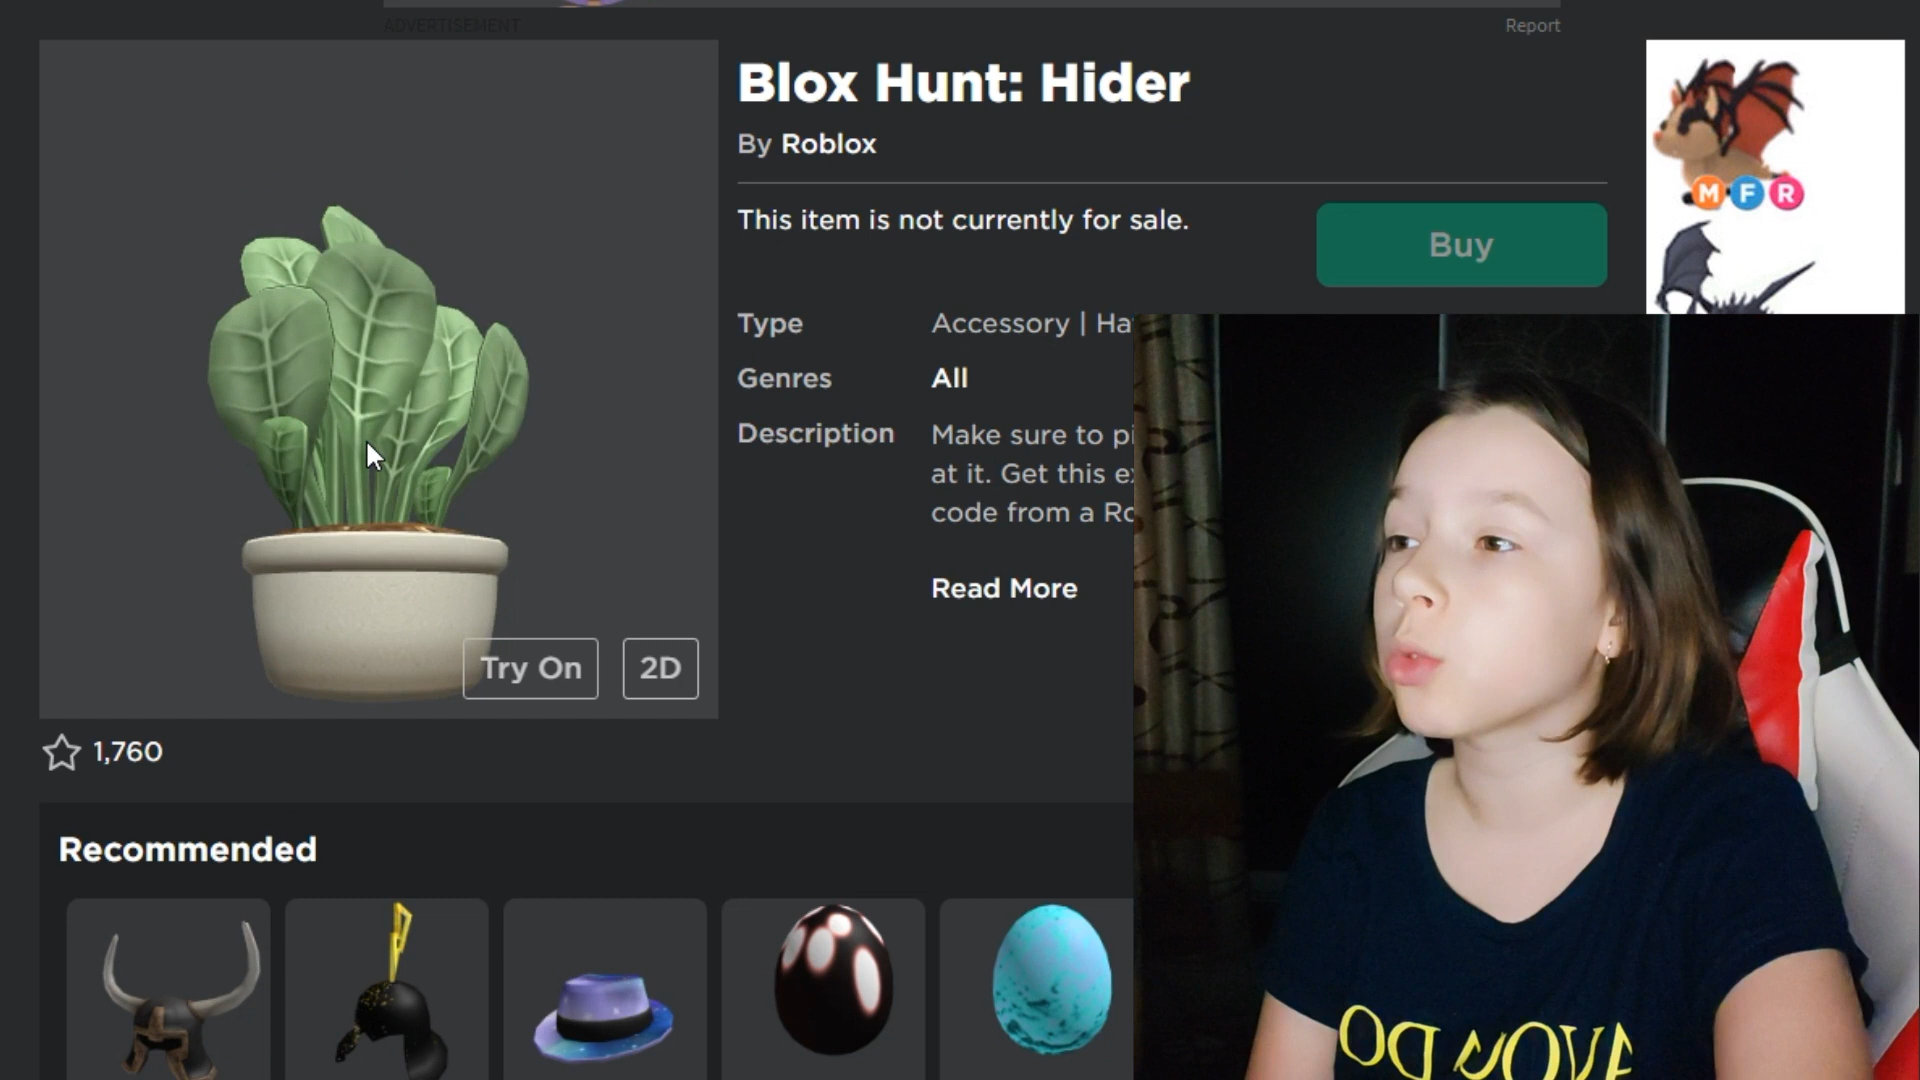 ADVERTISEMENT
Report
Blox Hunt: Hider
By Roblox
This item is not currently for sale.
Buy
M F R
Type
Accessory | Ha
Genres
All
Description
Make sure to pi
at it. Get this e
code from a Ro
Read More
Try On
2D
1,760
Recommended